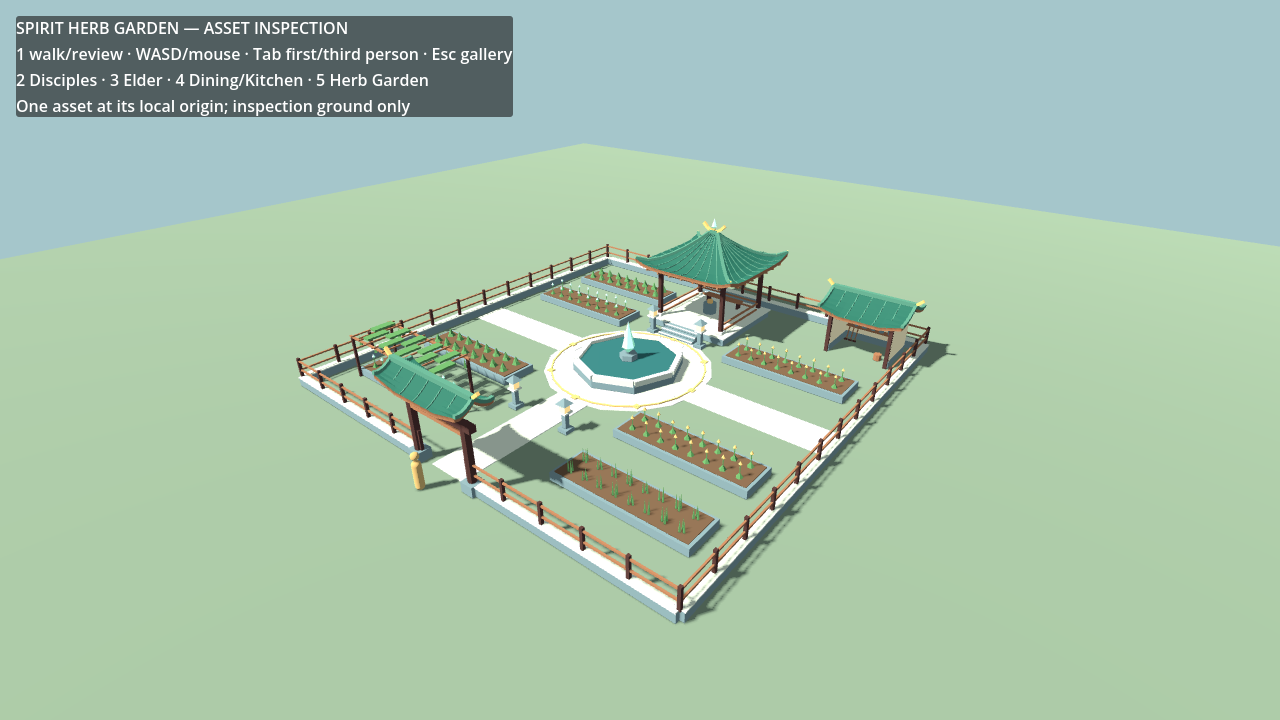 SPIRIT HERB GARDEN — ASSET INSPECTION
1 walk/review · WASD/mouse · Tab first/third person · Esc gallery
2 Disciples · 3 Elder · 4 Dining/Kitchen · 5 Herb Garden
One asset at its local origin; inspection ground only